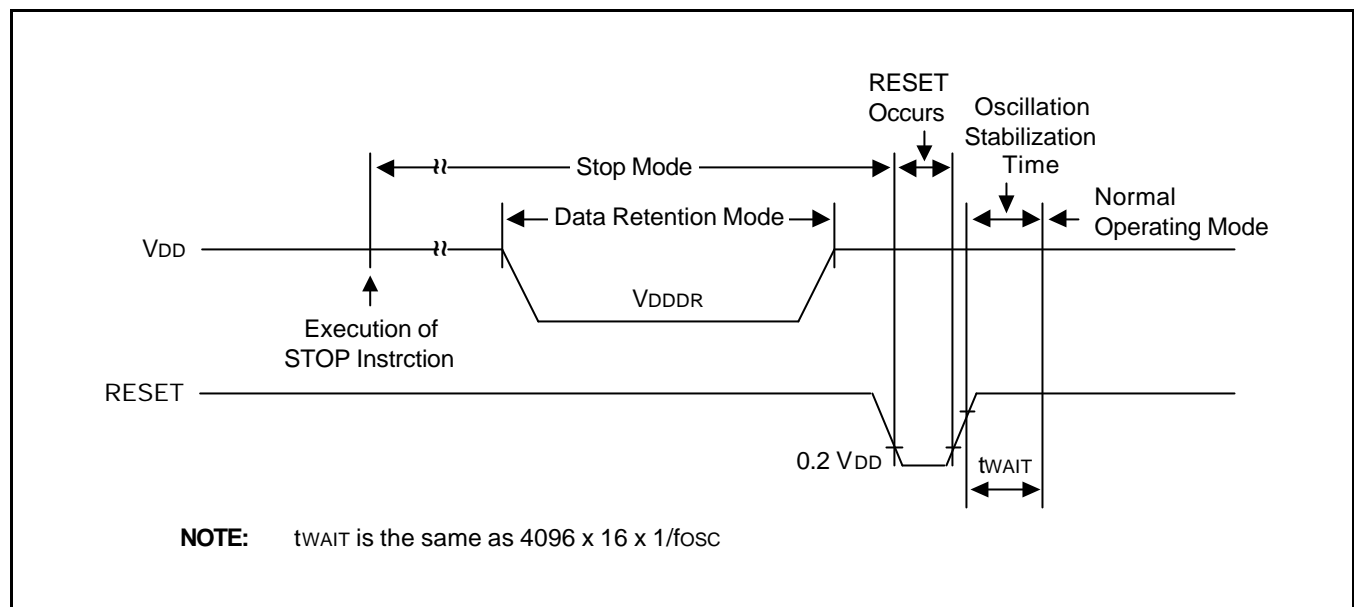 RESET
Occurs
Oscillation
Stabilization
Time
Stop Mode
Normal
Operating Mode
Data Retention Mode
VDD
VDDDR
Execution of
STOP Instrction
RESET
0.2 VDD
tWAIT
NOTE: tWAIT is the same as 4096 x 16 x 1/fOSC